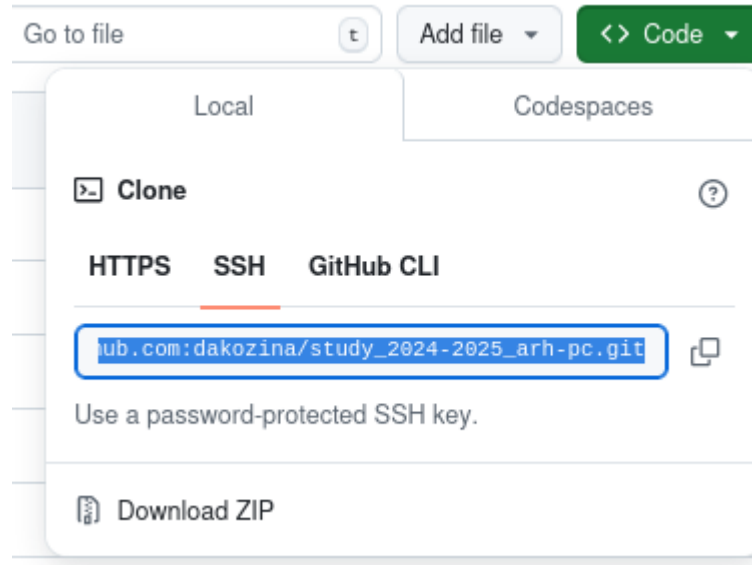 Go to file t Add file <> Code
Local Codespaces
Clone
HTTPS SSH GitHub CLI
hub.com:dakozina/study_2024-2025_arh-pc.git
Use a password-protected SSH key.
Download ZIP